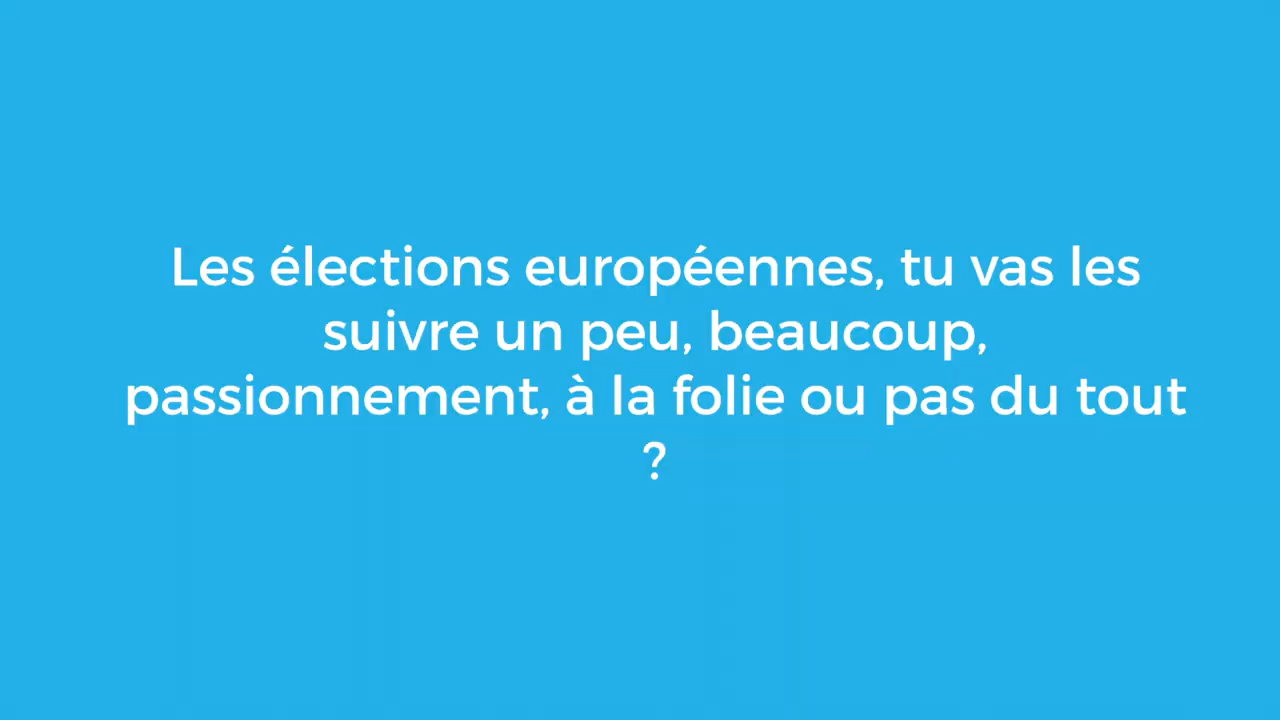 Les élections européennes, tu vas les
suivre un peu, beaucoup,
passionnement, à la folie ou pas du tout
?